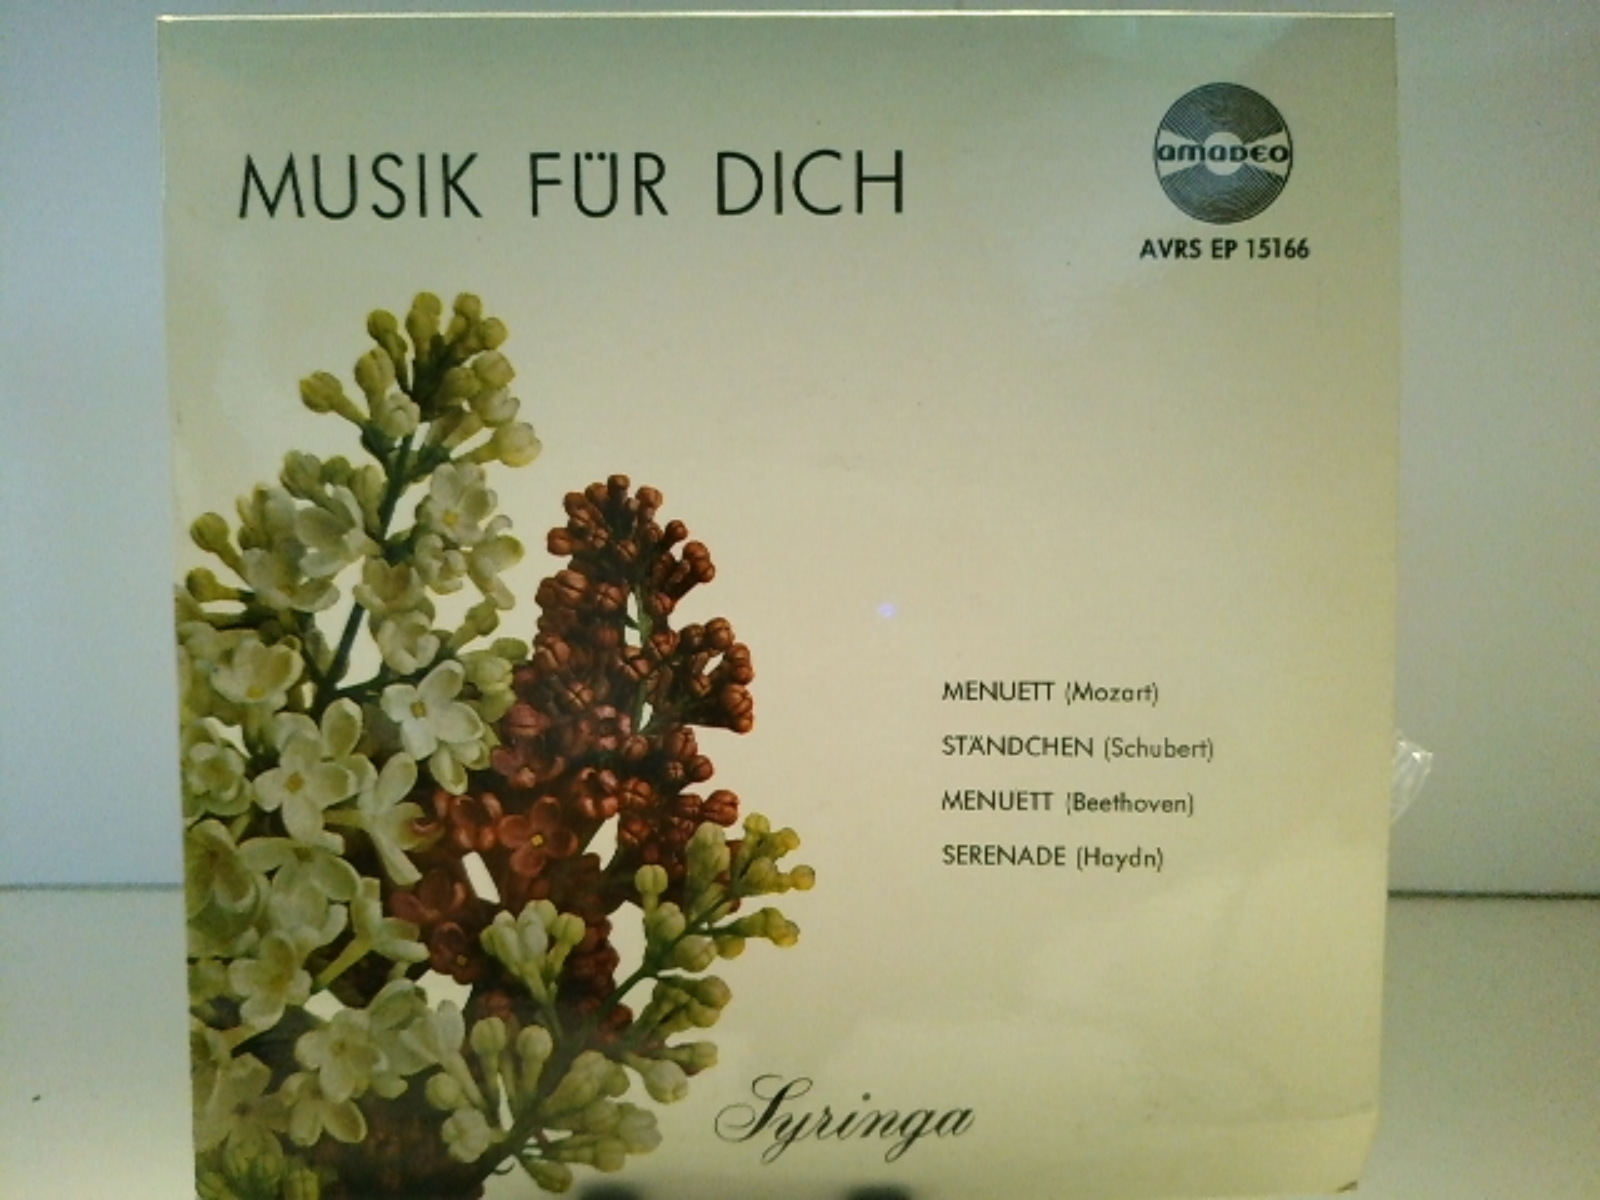 MUSIK FÜR DICH
amaDEO
AVRS EP 15166
MENUETT (Mozart)
STÄNDCHEN (Schubert)
MENUETT (Beethoven)
SERENADE (Haydn)
Syringa